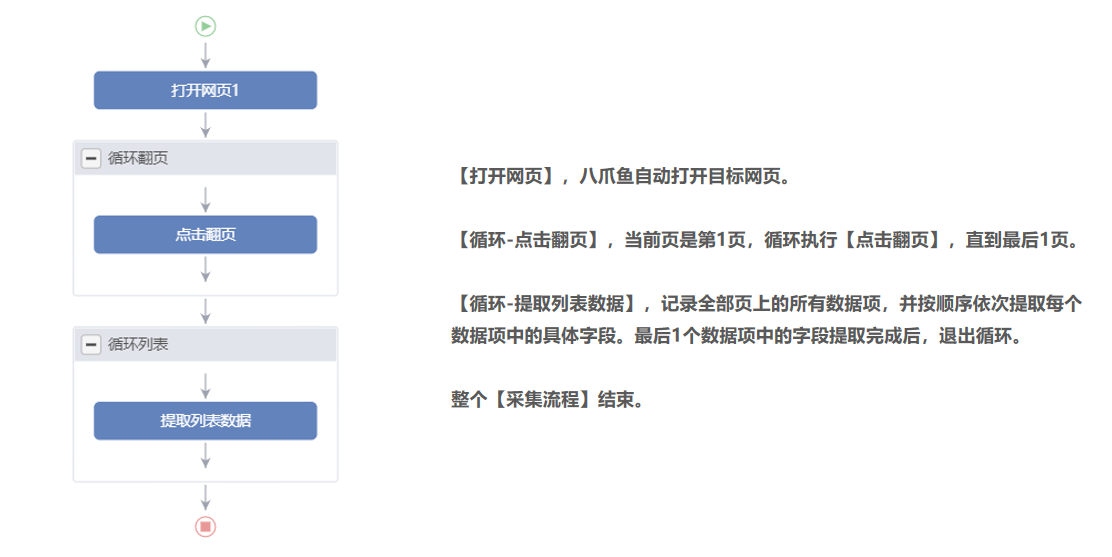 打开网页1
循环翻页
点击翻页
循环列表
提取列表数据
【打开网页】，八爪鱼自动打开目标网页。
【循环-点击翻页】，当前页是第1页，循环执行【点击翻页】，直到最后1页。
【循环-提取列表数据】，记录全部页上的所有数据项，并按顺序依次提取每个
数据项中的具体字段。最后1个数据项中的字段提取完成后，退出循环。
整个【采集流程】结束。